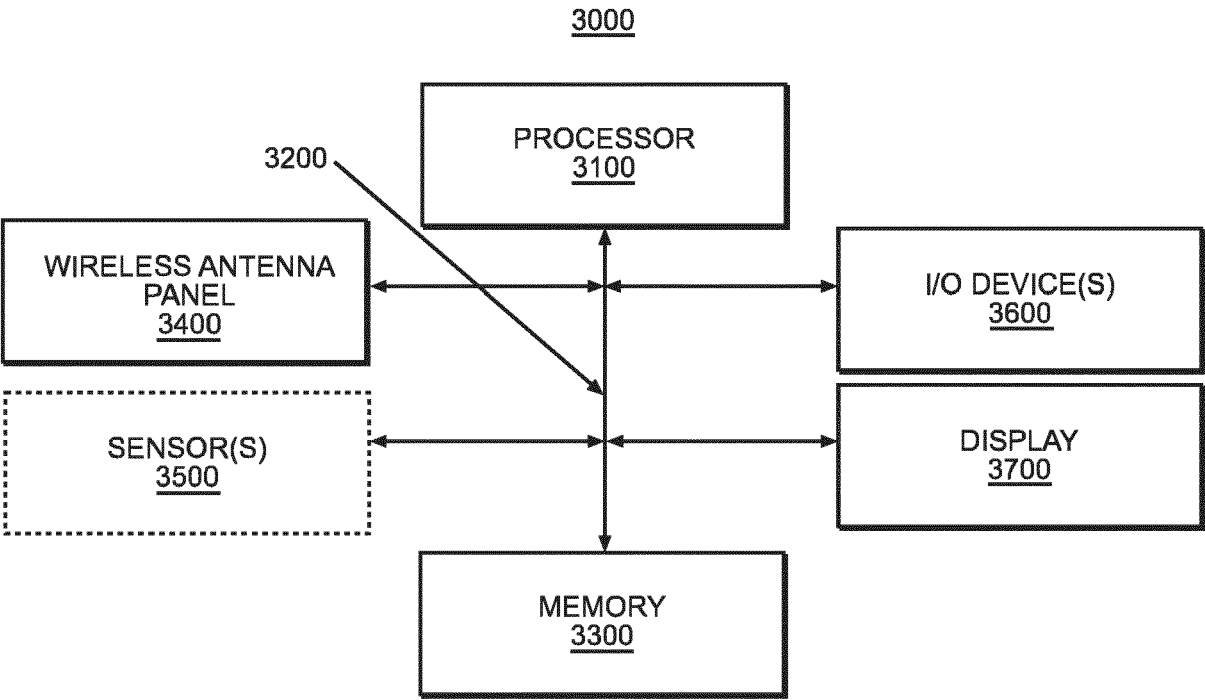 3000
PROCESSOR
3100
3200
WIRELESS ANTENNA
PANEL
3400
I/O DEVICE(S)
3600
SENSOR(S)
3500
DISPLAY
3700
MEMORY
3300